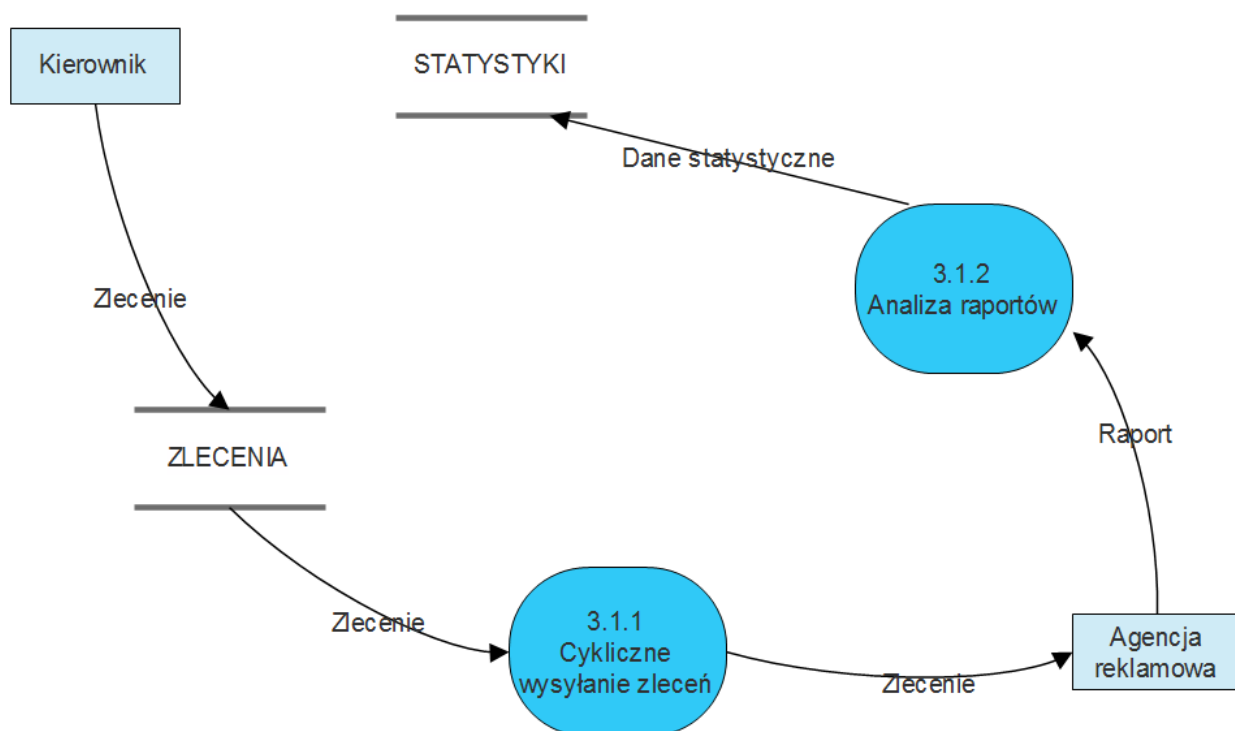 Kierownik
STATYSTYKI
Dane statystyczne
3.1.2
Analiza raportów
Zlecenie
Raport
ZLECENIA
Zlecenie
3.1.1
Cykliczne
wysyłanie zleceń
Zlecenie
Agencja
reklamowa